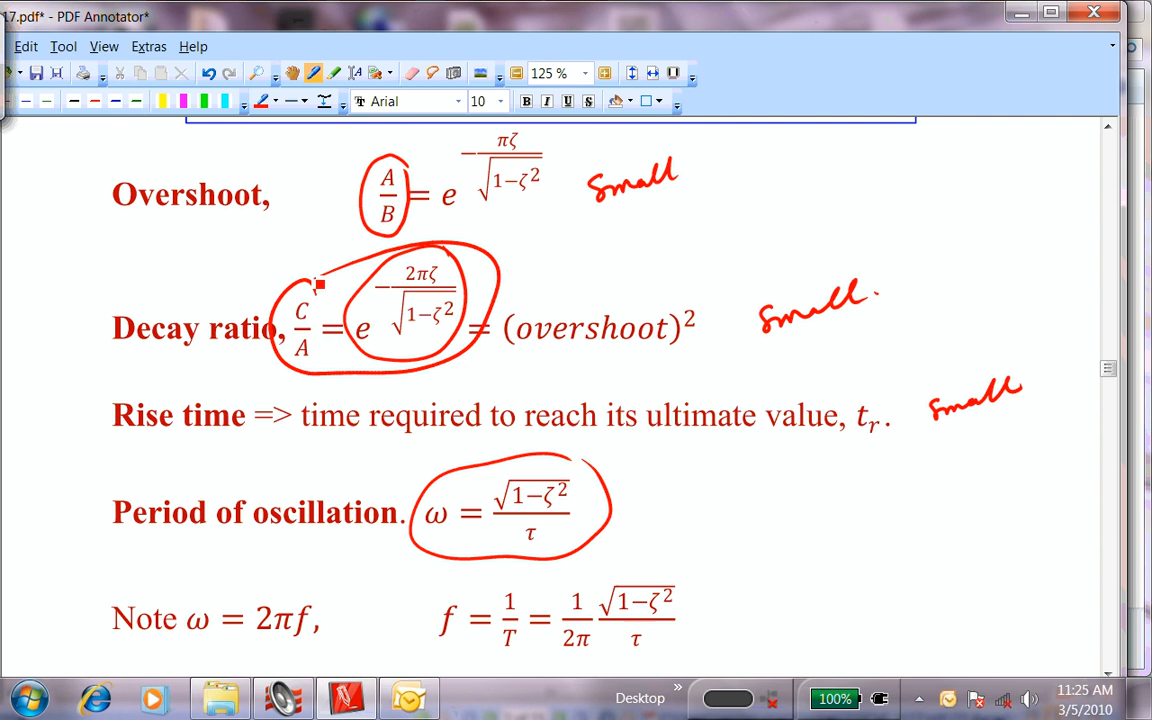 17.pdf* - PDF Annotator*
Edit Tool View Extras Help
125 %
T Arial 10 B I U S
Overshoot, A/B = e^{-πζ/√(1−ζ²)} small
Decay ratio, C/A = e^{-2πζ/√(1−ζ²)} = (overshoot)² small.
Rise time => time required to reach its ultimate value, tᵣ. small
Period of oscillation. ω = √(1−ζ²)/τ
Note ω = 2πf, f = 1/T = 1/2π √(1−ζ²)/τ
Desktop » 100% 11:25 AM
3/5/2010